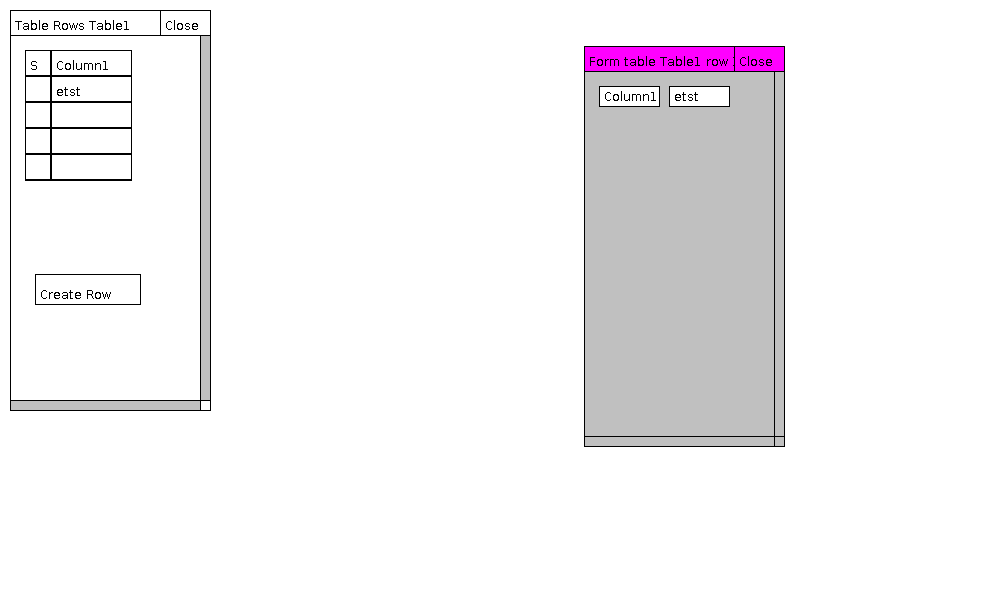 Table Rows Table1 Close
S Column1
etst
Create Row
Form table Table1 row Close
Column1 etst